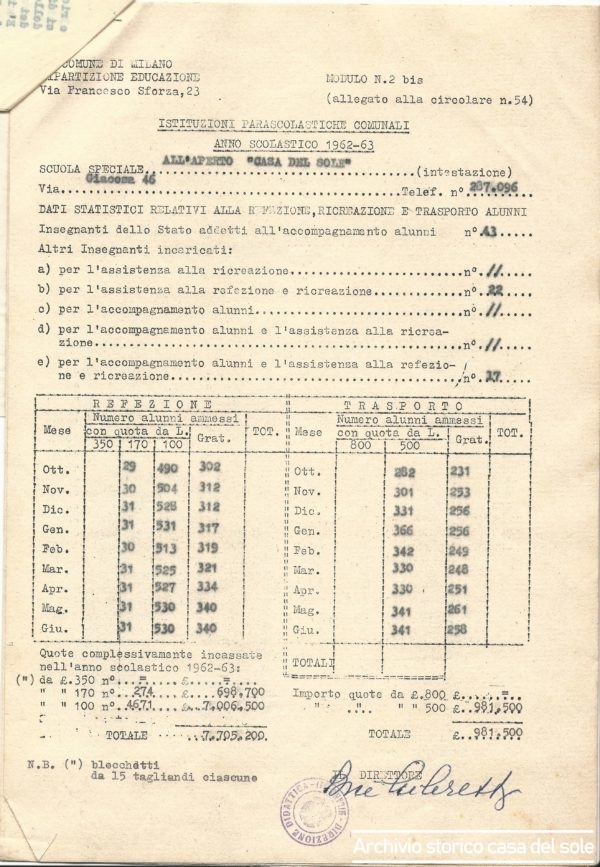 COMUNE DI MILANO
RIPARTIZIONE EDUCAZIONE
Via Francesco Sforza,23
MODULO N.2 bis
(allegato alla circolare n.54)
ISTITUZIONI PARASCOLASTICHE COMUNALI
ANNO SCOLASTICO 1962-63
SCUOLA SPECIALE..ALL'APERTO "CASA DEL SOLE"........(intestazione)
Via....Giacosa 46..................Telef. n° 287.096
DATI STATISTICI RELATIVI ALLA REFEZIONE,RICREAZIONE E TRASPORTO ALUNNI
Insegnanti dello Stato addetti all'accompagnamento alunni n°.43.....
Altri Insegnanti incaricati:
a) per l'assistenza alla ricreazione......................n°.//.....
b) per l'assistenza alla refezione e ricreazione..........n°.22....
c) per l'accompagnamento alunni...........................n°.//.....
d) per l'accompagnamento alunni e l'assistenza alla ricrea-
zione..................................................n°.//.....
e) per l'accompagnamento alunni e l'assistenza alla refezio-
ne e ricreazione.......................................n°.17.....
REFEZIONE
Mese Numero alunni ammessi TOT.
con quota da L. Grat.
350 170 100
Ott. 29 490 302
Nov. 30 504 312
Dic. 31 528 312
Gen. 31 531 317
Feb. 30 513 319
Mar. 31 525 321
Apr. 31 527 334
Mag. 31 530 340
Giu. 31 530 340
TRASPORTO
Mese Numero alunni ammessi TOT.
con quota da L. Grat.
800 500
Ott. 282 231
Nov. 301 253
Dic. 331 256
Gen. 366 256
Feb. 342 249
Mar. 330 248
Apr. 330 251
Mag. 341 261
Giu. 341 258
TOTALI
Quote complessivamente incassate
nell'anno scolastico 1962-63:
(") da £.350 n°...=..... £....=......
" " 170 n°...274.... £...698.700
" " 100 n°..4671.... £.7.006.500
TOTALE ..7.705.200.
Importo quote da £.800 £.....=..
" .. " " 500 £..981.500
TOTALE £..981.500
N.B. (") blocchetti
da 15 tagliandi ciascuno
IL DIRETTORE
DIREZIONE DIDATTICA
Archivio storico casa del sole